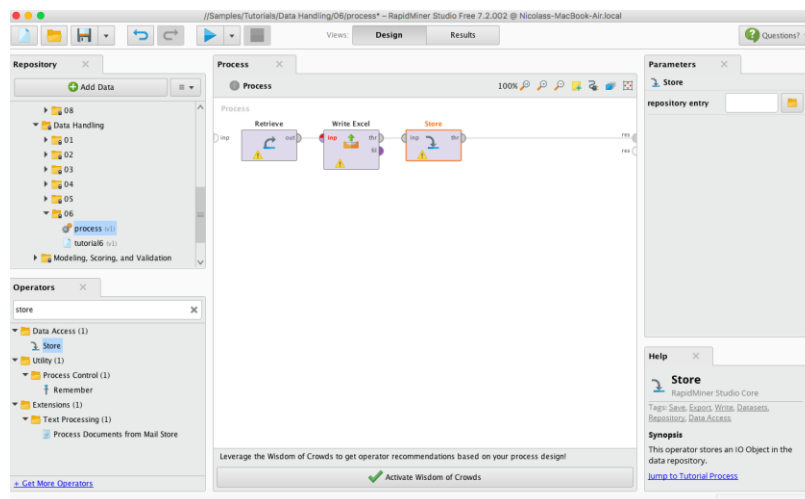 //Samples/Tutorials/Data Handling/06/process* – RapidMiner Studio Free 7.2.002 @ Nicolass-MacBook-Air.local
Views: Design Results Questions?
Repository
Add Data
08
Data Handling
01
02
03
04
05
06
process (v1)
tutorial6 (v1)
Modeling, Scoring, and Validation
Operators
store
Data Access (1)
Store
Utility (1)
Process Control (1)
Remember
Extensions (1)
Text Processing (1)
Process Documents from Mail Store
+ Get More Operators
Process
Process 100%
Process
Retrieve Write Excel Store
inp out inp thr inp thr res
fil res
Leverage the Wisdom of Crowds to get operator recommendations based on your process design!
Activate Wisdom of Crowds
Parameters
Store
repository entry
Help
Store
RapidMiner Studio Core
Tags: Save, Export, Write, Datasets,
Repository, Data Access
Synopsis
This operator stores an IO Object in the
data repository.
Jump to Tutorial Process